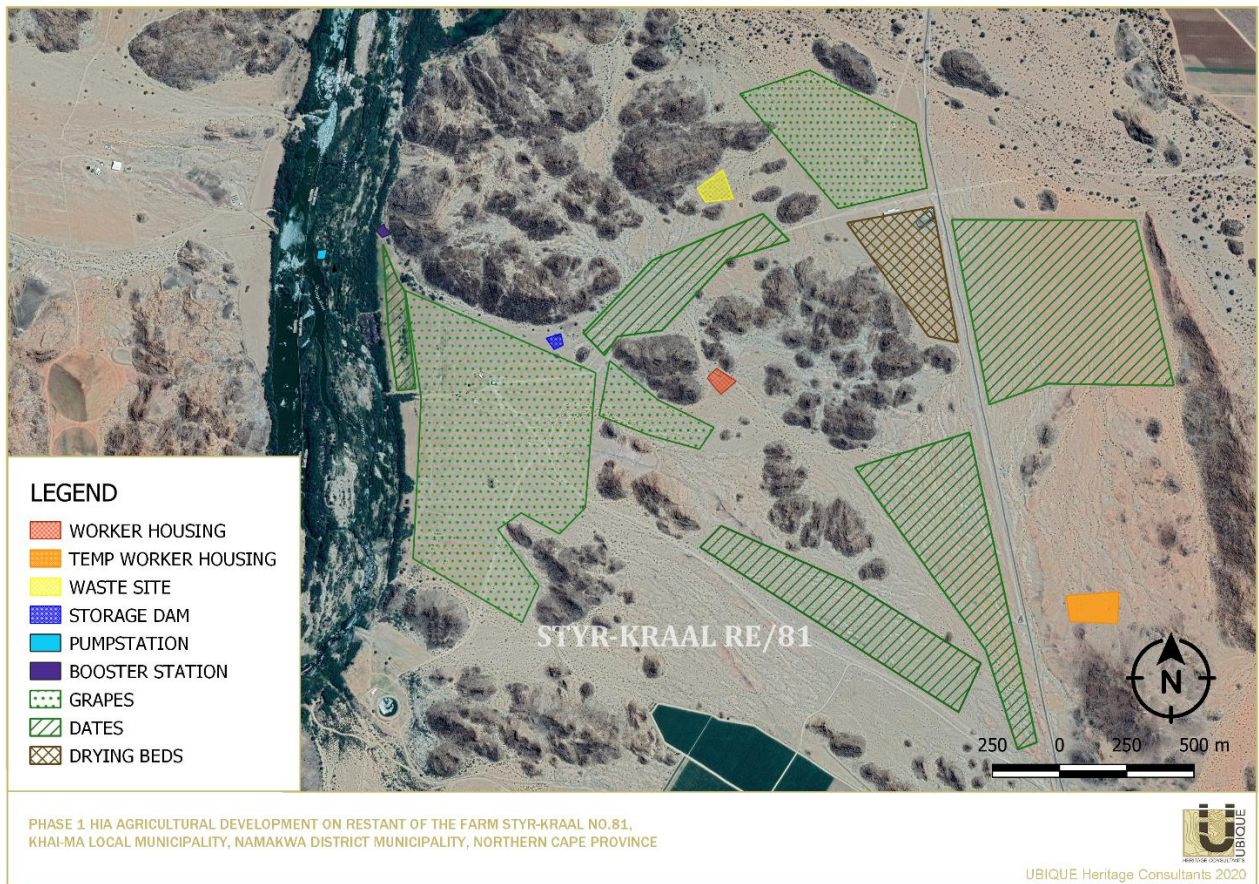 STYR-KRAAL RE/81
LEGEND
WORKER HOUSING
TEMP WORKER HOUSING
WASTE SITE
STORAGE DAM
PUMPSTATION
BOOSTER STATION
GRAPES
DATES
DRYING BEDS
N
250 0 250 500 m
PHASE 1 HIA AGRICULTURAL DEVELOPMENT ON RESTANT OF THE FARM STYR-KRAAL NO.81,
KHAI-MA LOCAL MUNICIPALITY, NAMAKWA DISTRICT MUNICIPALITY, NORTHERN CAPE PROVINCE
UBIQUE
HERITAGE CONSULTANTS
UBIQUE Heritage Consultants 2020